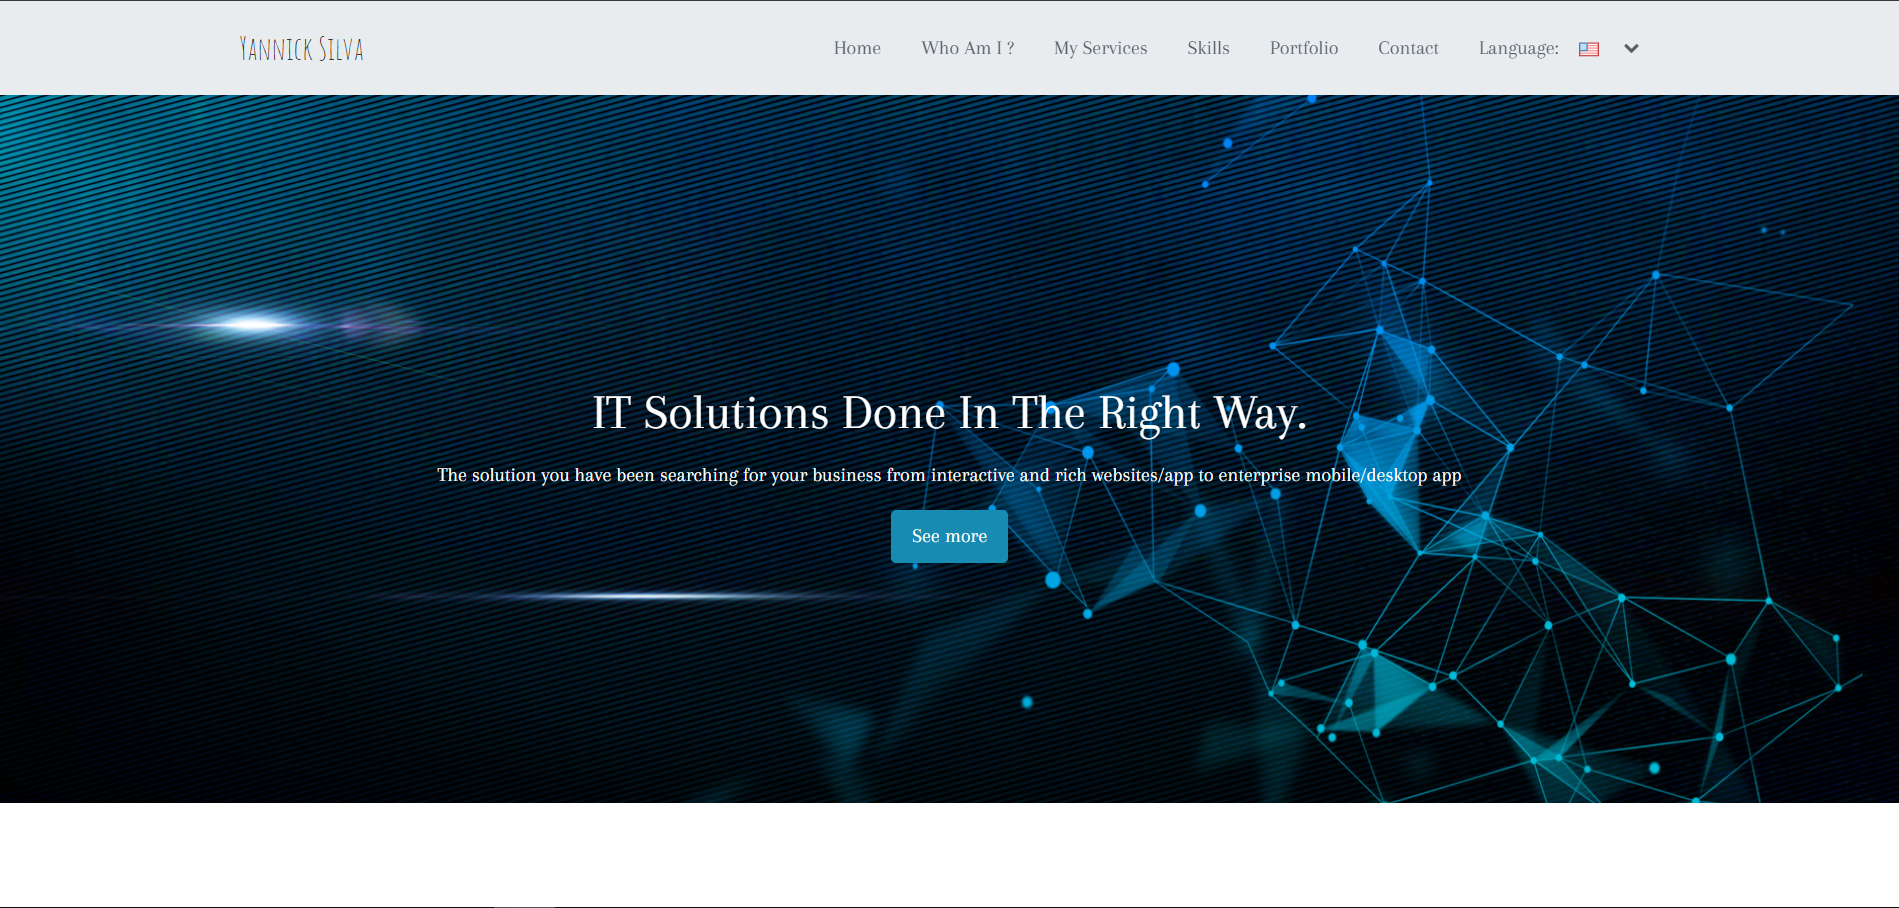 Yannick Silva
Home Who Am I ? My Services Skills Portfolio Contact Language:
IT Solutions Done In The Right Way.
The solution you have been searching for your business from interactive and rich websites/app to enterprise mobile/desktop app
See more